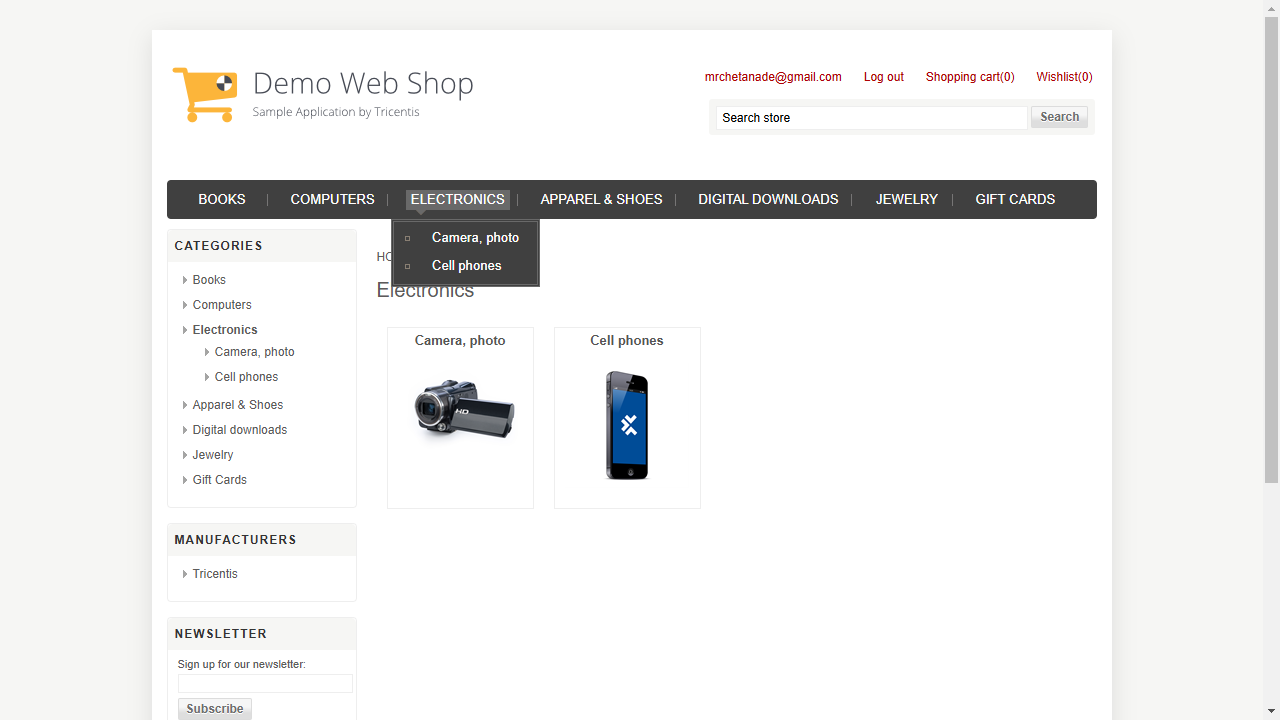 Demo Web Shop
Sample Application by Tricentis
mrchetanade@gmail.com Log out Shopping cart(0) Wishlist(0)
Search store Search
BOOKS COMPUTERS ELECTRONICS APPAREL & SHOES DIGITAL DOWNLOADS JEWELRY GIFT CARDS
Camera, photo
Cell phones
CATEGORIES
Books
Computers
Electronics
Camera, photo
Cell phones
Apparel & Shoes
Digital downloads
Jewelry
Gift Cards
MANUFACTURERS
Tricentis
NEWSLETTER
Sign up for our newsletter:
Subscribe
Electronics
Camera, photo
HD
Cell phones